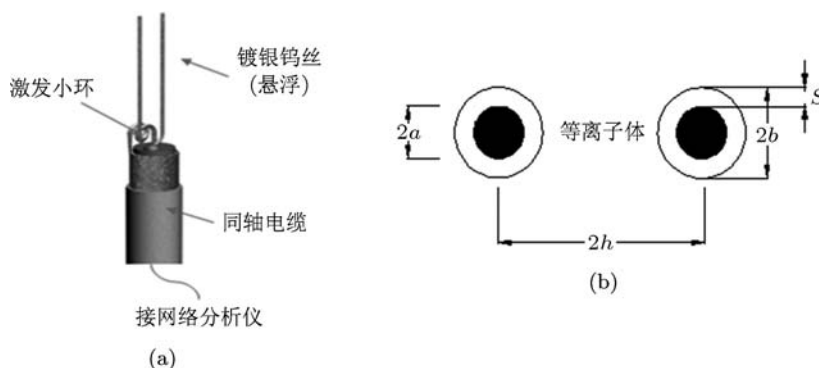 镀银钨丝
(悬浮)
激发小环
同轴电缆
接网络分析仪
(a)
2a
等离子体
2b
S
2h
(b)